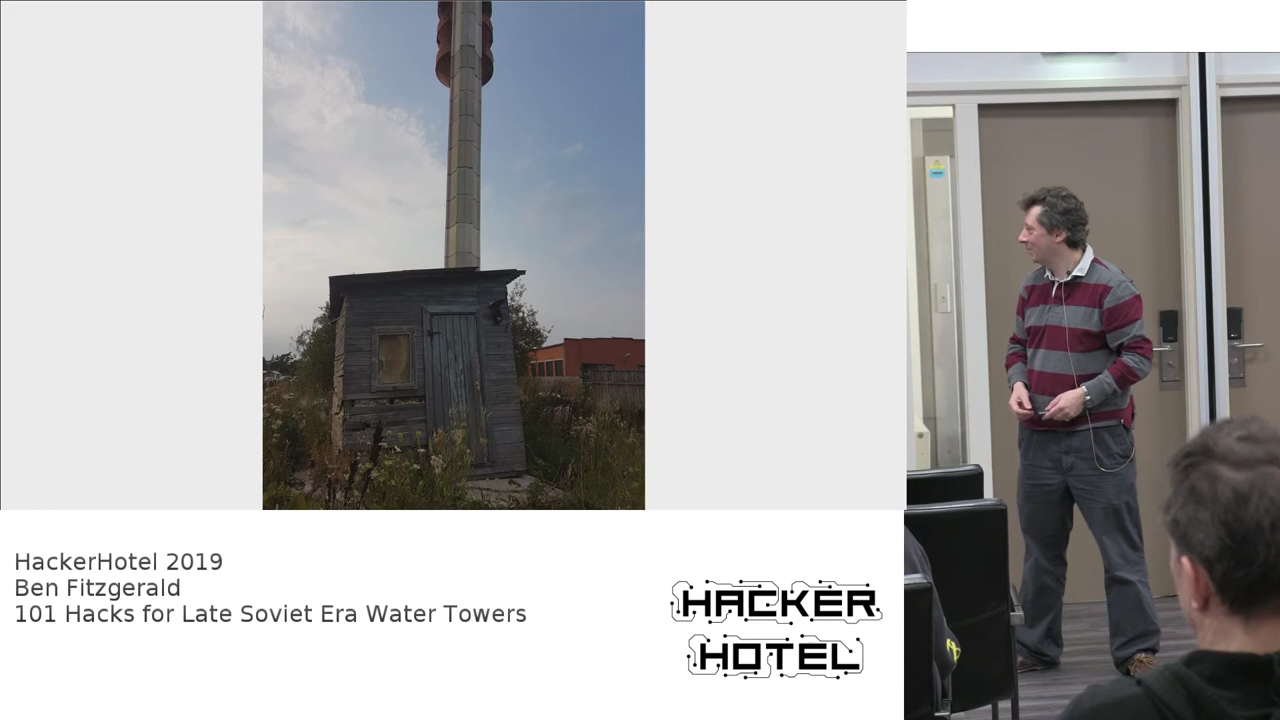 HackerHotel 2019
Ben Fitzgerald
101 Hacks for Late Soviet Era Water Towers
HACKER
HOTEL